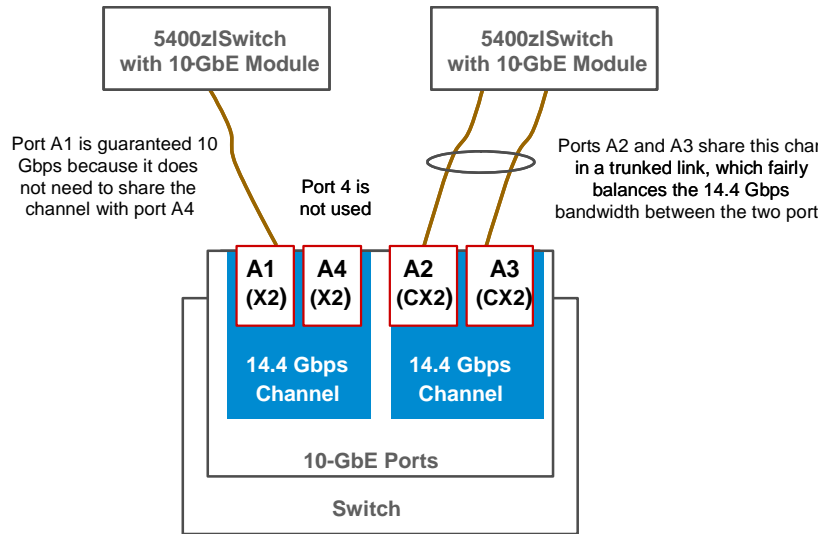 5400zlSwitch
with 10-GbE Module
5400zlSwitch
with 10-GbE Module
Port A1 is guaranteed 10
Gbps because it does
not need to share the
channel with port A4
Port 4 is
not used
Ports A2 and A3 share this
in a trunked link, which fairly
balances the 14.4 Gbps
bandwidth between the two
A1
(X2)
A4
(X2)
A2
(CX2)
A3
(CX2)
14.4 Gbps
Channel
14.4 Gbps
Channel
10-GbE Ports
Switch